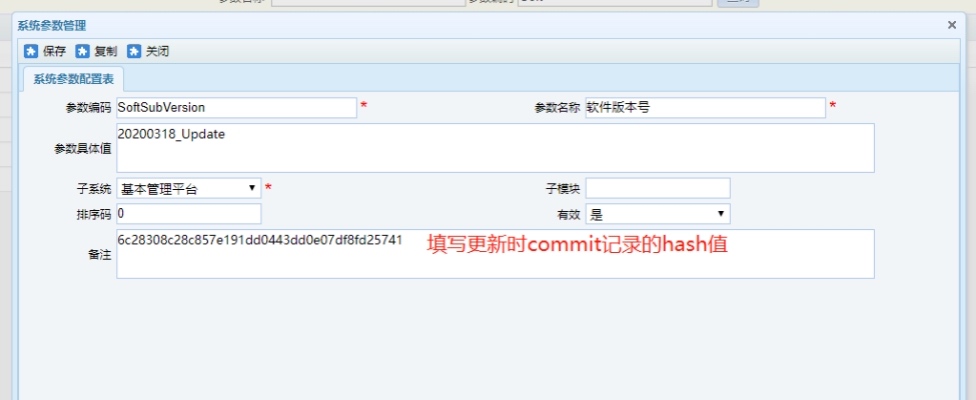 系统参数管理
保存 复制 关闭
系统参数配置表
参数编码 SoftSubVersion * 参数名称 软件版本号 *
参数具体值 20200318_Update
子系统 基本管理平台 * 子模块
排序码 0 有效 是
备注 6c28308c28c857e191dd0443dd0e07df8fd25741 填写更新时commit记录的hash值